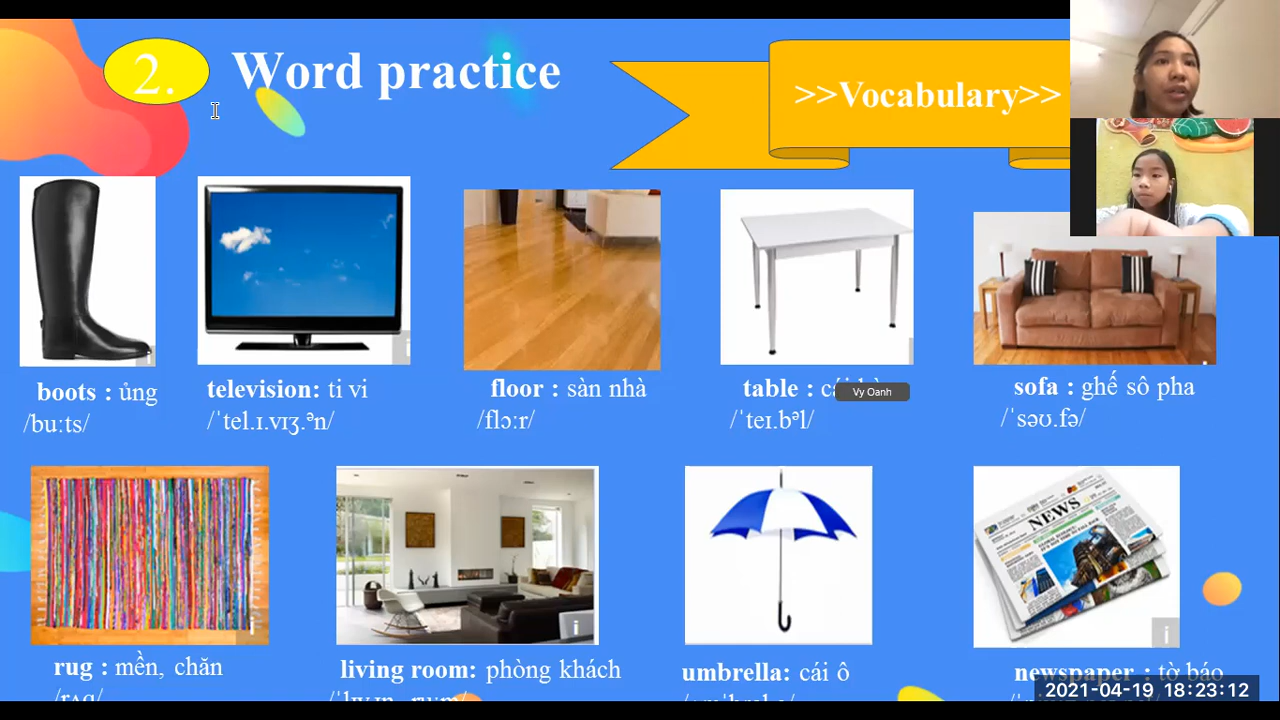 2.
Word practice
>>Vocabulary>>
boots : ủng
/buːts/
television: ti vi
/ˈtel.ɪ.vɪʒ.ᵊn/
floor : sàn nhà
/flɔːr/
table :
Vy Oanh
/ˈteɪ.bᵊl/
sofa : ghế sô pha
/ˈsəʊ.fə/
NEWS
rug : mền, chăn
living room: phòng khách
umbrella: cái ô
newspaper : tờ báo
2021-04-19 18:23:12